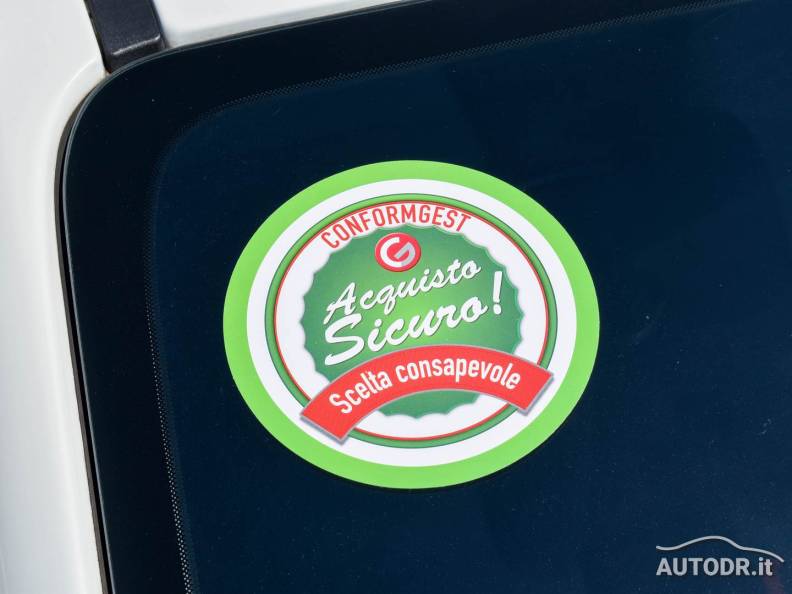 CONFORMGEST
G
Acquisto
Sicuro!
Scelta consapevole
AUTODR.it